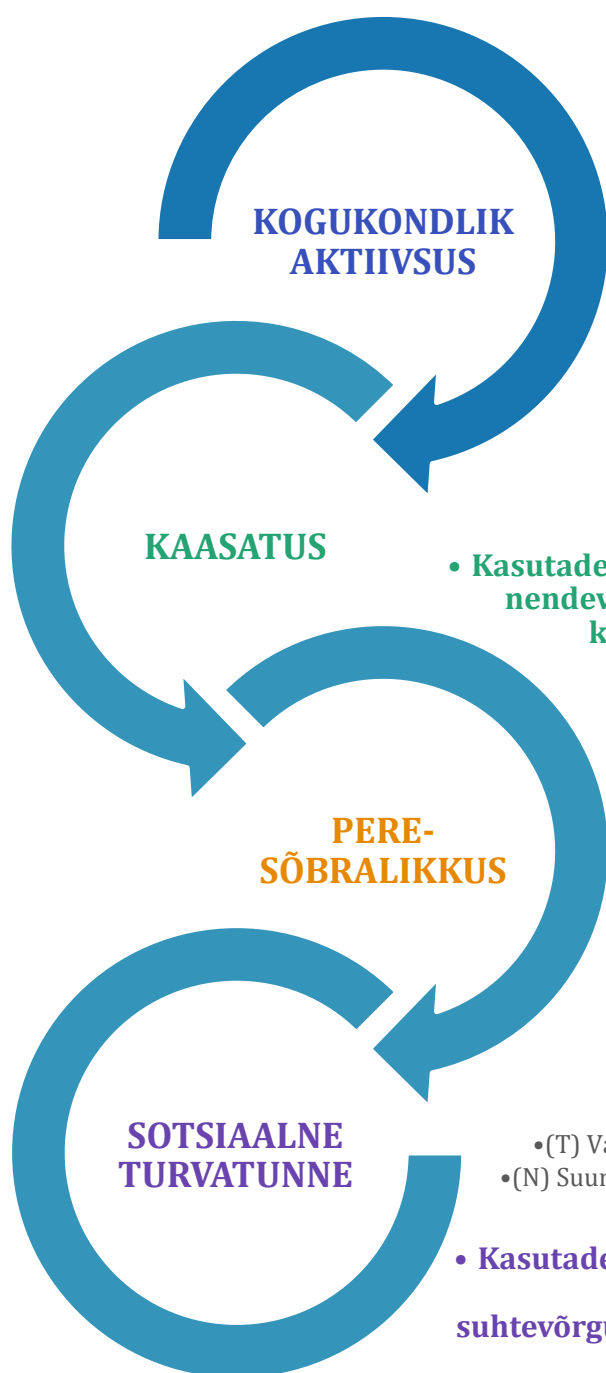 KOGUKONDLIK
AKTIIVSUS
KAASATUS
• Kasutade
nendev
k
PERE-
SÕBRALIKKUS
SOTSIAALNE
TURVATUNNE
•(T) Va
•(N) Suur
• Kasutade
suhtevõrgu